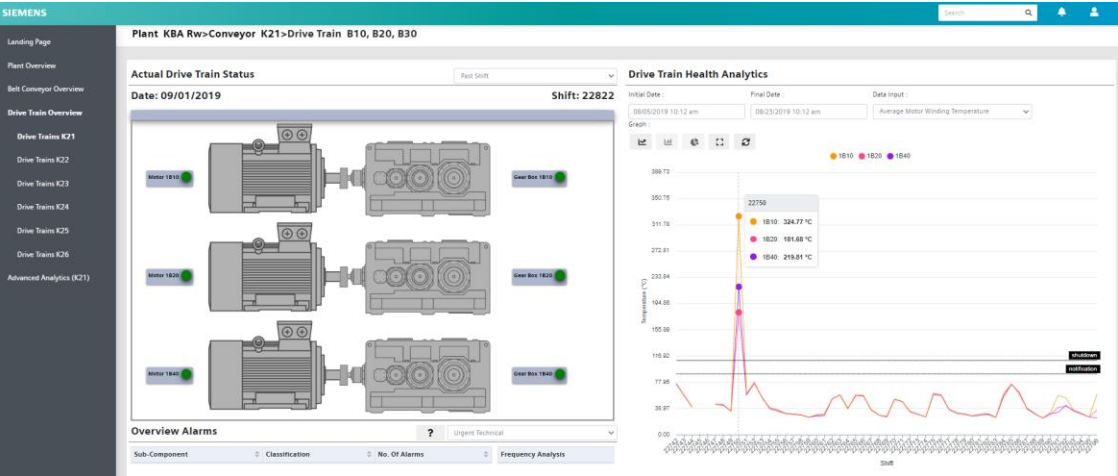 SIEMENS
Search
Plant KBA Rw>Conveyor K21>Drive Train B10, B20, B30
Landing Page
Plant Overview
Belt Conveyor Overview
Drive Train Overview
Drive Trains K21
Drive Trains K22
Drive Trains K23
Drive Trains K24
Drive Trains K25
Drive Trains K26
Advanced Analytics (K21)
Actual Drive Train Status
Past Shift
Date: 09/01/2019
Shift: 22822
Motor 1B10
Gear Box 1B10
Motor 1B20
Gear Box 1B20
Motor 1B40
Gear Box 1B40
Overview Alarms
?
Urgent Technical
Sub-Component
Classification
No. Of Alarms
Frequency Analysis
Drive Train Health Analytics
Initial Date :
Final Date :
Data Input :
08/05/2019 10:12 am
08/23/2019 10:12 am
Average Motor Winding Temperature
Graph :
1B10
1B20
1B40
350.75
311.78
272.81
233.84
155.89
116.92
77.95
38.97
0.00
Temperature (°C)
22750
1B10: 324.77 °C
1B20: 181.68 °C
1B40: 219.81 °C
shutdown
notification
Shift